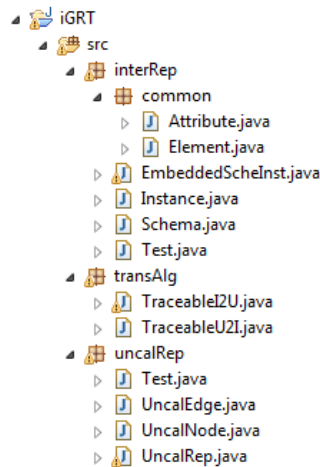 iGRT
src
interRep
common
Attribute.java
Element.java
EmbeddedScheInst.java
Instance.java
Schema.java
Test.java
transAlg
TraceableI2U.java
TraceableU2I.java
uncalRep
Test.java
UncalEdge.java
UncalNode.java
UncalRep.java